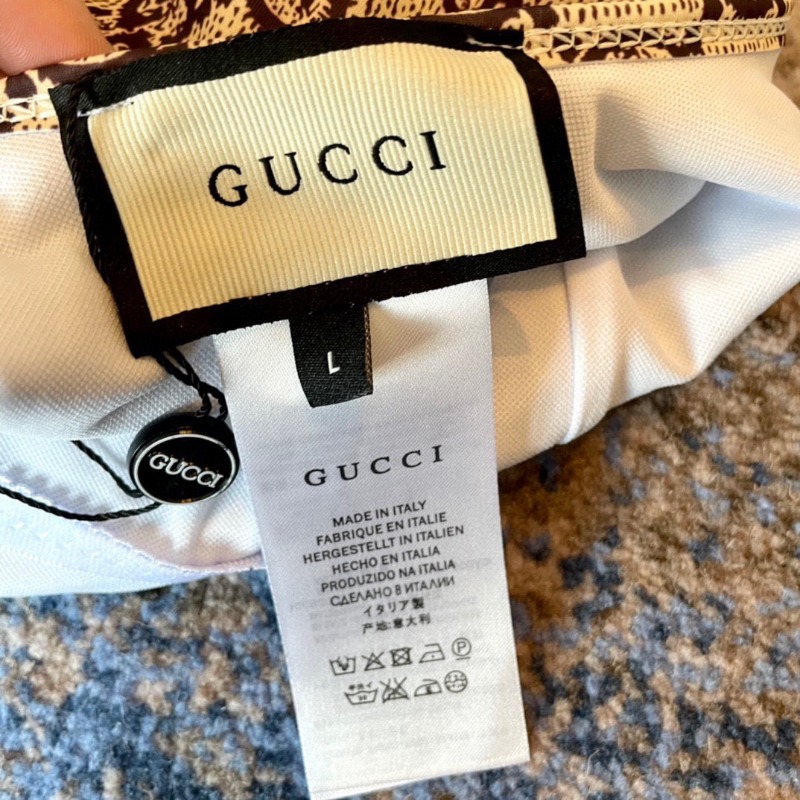 GUCCI
L
GUCCI
GUCCI
MADE IN ITALY
FABRIQUE EN ITALIE
HERGESTELLT IN ITALIEN
HECHO EN ITALIA
PRODUZIDO NA ITALIA
СДЕЛАНО В ИТАЛИИ
イタリア製
产地:意大利
P